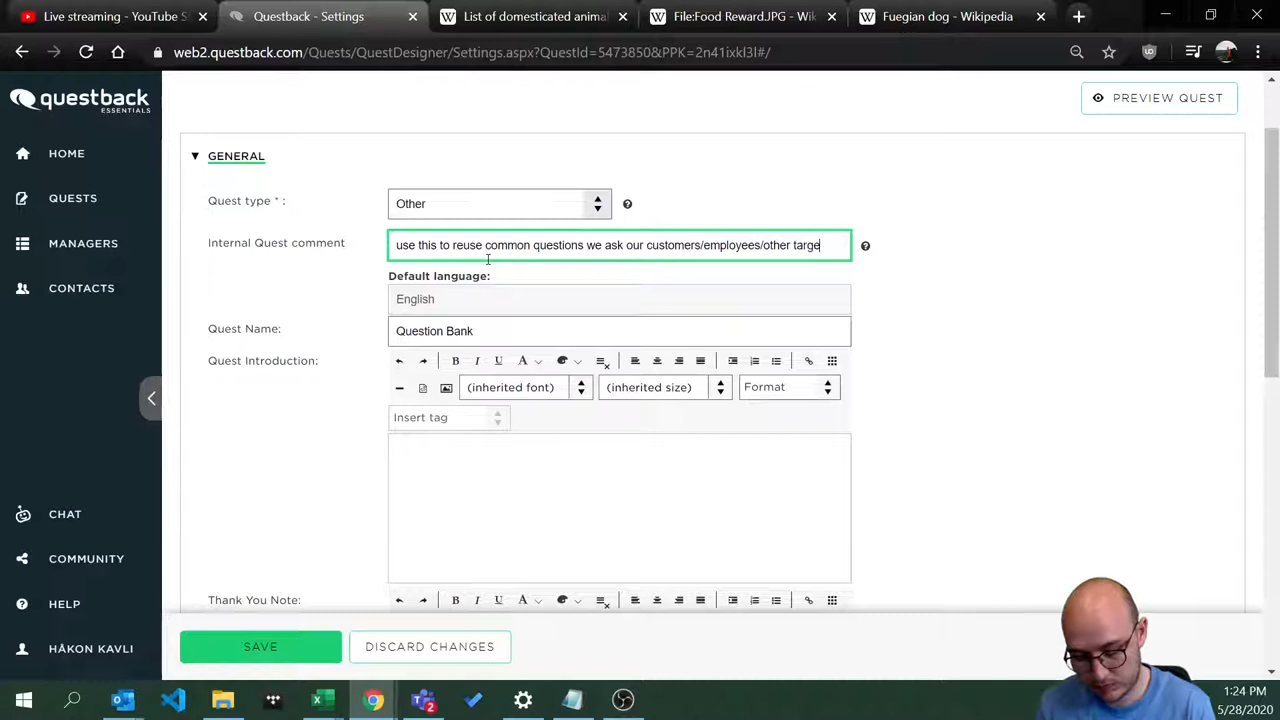 Live streaming - YouTube S
Questback - Settings
List of domesticated anima
File:Food Reward.JPG - Wik
Fuegian dog - Wikipedia
web2.questback.com/Quests/QuestDesigner/Settings.aspx?QuestId=5473850&PPK=2n41ixkl3l#/
questback
ESSENTIALS
PREVIEW QUEST
HOME
QUESTS
MANAGERS
CONTACTS
CHAT
COMMUNITY
HELP
HÅKON KAVLI
GENERAL
Quest type * :
Other
Internal Quest comment
use this to reuse common questions we ask our customers/employees/other targe
Default language:
English
Quest Name:
Question Bank
Quest Introduction:
B I U A
(inherited font)
(inherited size)
Format
Insert tag
Thank You Note:
B I U A
SAVE
DISCARD CHANGES
2
1:24 PM
5/28/2020